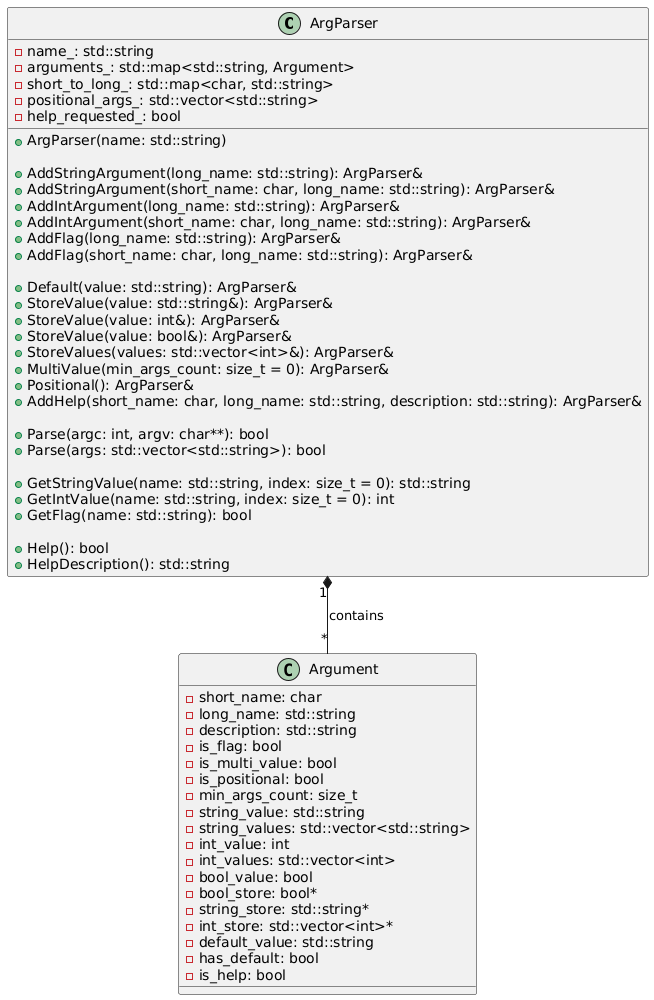 C ArgParser
name_: std::string
arguments_: std::map<std::string, Argument>
short_to_long_: std::map<char, std::string>
positional_args_: std::vector<std::string>
help_requested_: bool
ArgParser(name: std::string)
AddStringArgument(long_name: std::string): ArgParser&
AddStringArgument(short_name: char, long_name: std::string): ArgParser&
AddIntArgument(long_name: std::string): ArgParser&
AddIntArgument(short_name: char, long_name: std::string): ArgParser&
AddFlag(long_name: std::string): ArgParser&
AddFlag(short_name: char, long_name: std::string): ArgParser&
Default(value: std::string): ArgParser&
StoreValue(value: std::string&): ArgParser&
StoreValue(value: int&): ArgParser&
StoreValue(value: bool&): ArgParser&
StoreValues(values: std::vector<int>&): ArgParser&
MultiValue(min_args_count: size_t = 0): ArgParser&
Positional(): ArgParser&
AddHelp(short_name: char, long_name: std::string, description: std::string): ArgParser&
Parse(argc: int, argv: char**): bool
Parse(args: std::vector<std::string>): bool
GetStringValue(name: std::string, index: size_t = 0): std::string
GetIntValue(name: std::string, index: size_t = 0): int
GetFlag(name: std::string): bool
Help(): bool
HelpDescription(): std::string
1
contains
*
C Argument
short_name: char
long_name: std::string
description: std::string
is_flag: bool
is_multi_value: bool
is_positional: bool
min_args_count: size_t
string_value: std::string
string_values: std::vector<std::string>
int_value: int
int_values: std::vector<int>
bool_value: bool
bool_store: bool*
string_store: std::string*
int_store: std::vector<int>*
default_value: std::string
has_default: bool
is_help: bool